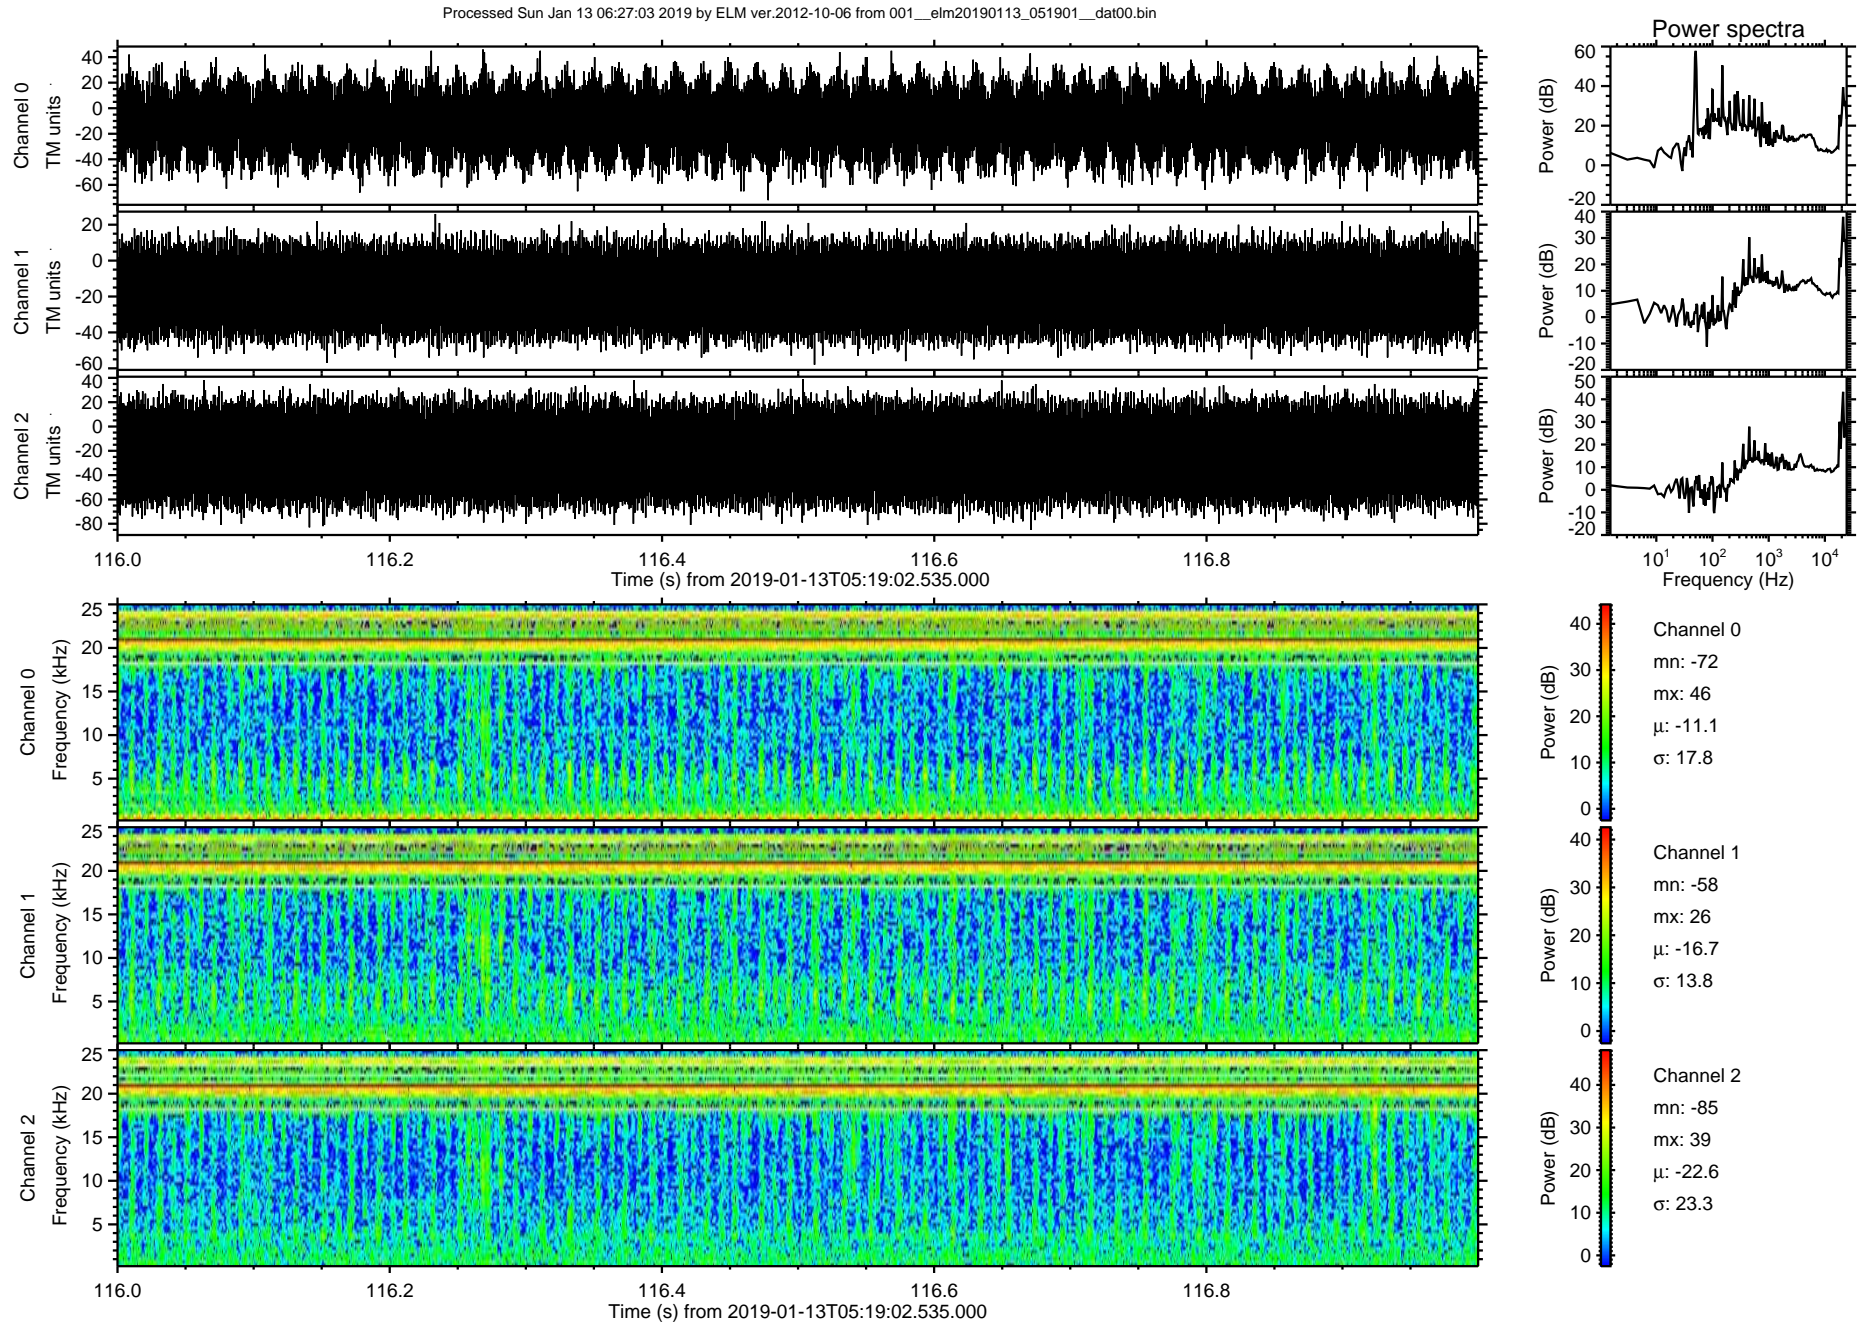 Processed Sun Jan 13 06:27:03 2019 by ELM ver.2012-10-06 from 001__elm20190113_051901__dat00.bin
Power spectra
Channel 0
TM units
40
20
0
-20
-40
-60
Power (dB)
60
40
20
0
-20
Channel 1
TM units
20
0
-20
-40
-60
Power (dB)
40
30
20
10
0
-10
-20
Channel 2
TM units
40
20
0
-20
-40
-60
-80
Power (dB)
50
40
30
20
10
0
-10
-20
116.0 116.2 116.4 116.6 116.8
Time (s) from 2019-01-13T05:19:02.535.000
10¹ 10² 10³ 10⁴
Frequency (Hz)
Channel 0
Frequency (kHz)
25
20
15
10
5
Power (dB)
40
30
20
10
0
Channel 0
mn: -72
mx: 46
μ: -11.1
σ: 17.8
Channel 1
Frequency (kHz)
25
20
15
10
5
Power (dB)
40
30
20
10
0
Channel 1
mn: -58
mx: 26
μ: -16.7
σ: 13.8
Channel 2
Frequency (kHz)
25
20
15
10
5
Power (dB)
40
30
20
10
0
Channel 2
mn: -85
mx: 39
μ: -22.6
σ: 23.3
116.0 116.2 116.4 116.6 116.8
Time (s) from 2019-01-13T05:19:02.535.000